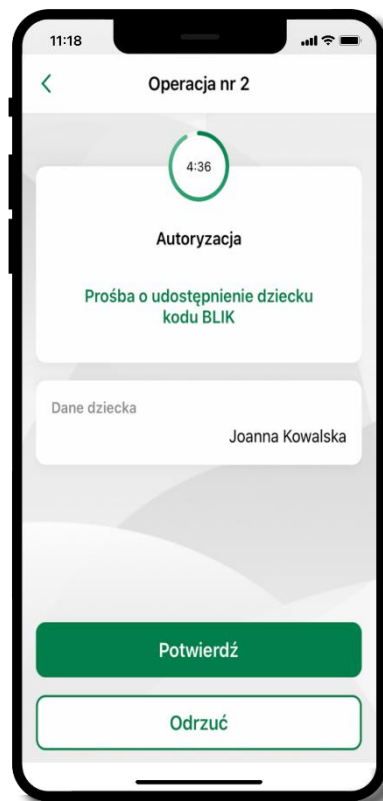 11:18
Operacja nr 2
4:36
Autoryzacja
Prośba o udostępnienie dziecku
kodu BLIK
Dane dziecka
Joanna Kowalska
Potwierdź
Odrzuć